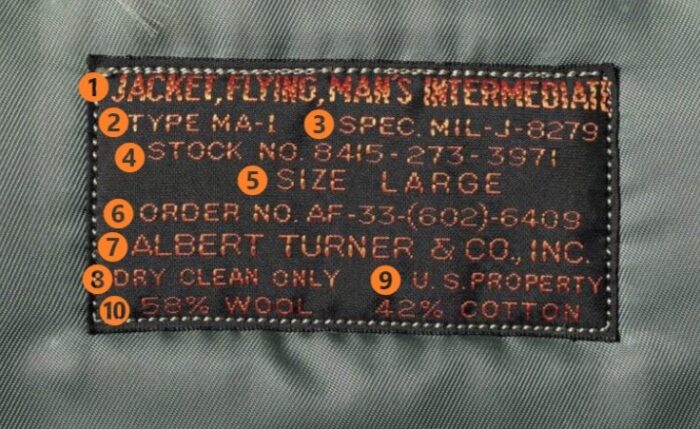 1 JACKET, FLYING, MAN'S INTERMEDIATE
2 TYPE MA-1 3 SPEC. MIL-J-8279
4 STOCK NO. 8415-273-3971
5 SIZE LARGE
6 ORDER NO. AF-33-(602)-6409
7 ALBERT TURNER & CO., INC.
8 DRY CLEAN ONLY 9 U.S. PROPERTY
10 58% WOOL 42% COTTON